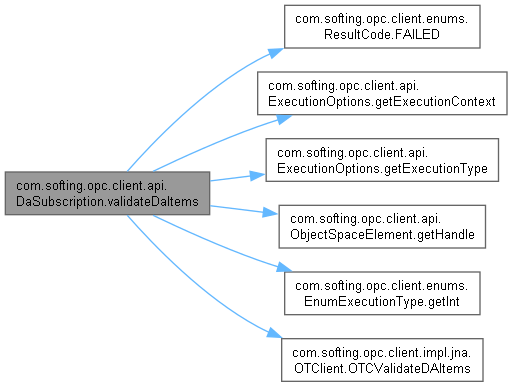 com.softing.opc.client.enums.
ResultCode.FAILED
com.softing.opc.client.api.
ExecutionOptions.getExecutionContext
com.softing.opc.client.api.
ExecutionOptions.getExecutionType
com.softing.opc.client.api.
DaSubscription.validateDaItems
com.softing.opc.client.api.
ObjectSpaceElement.getHandle
com.softing.opc.client.enums.
EnumExecutionType.getInt
com.softing.opc.client.impl.jna.
OTClient.OTCValidateDAItems